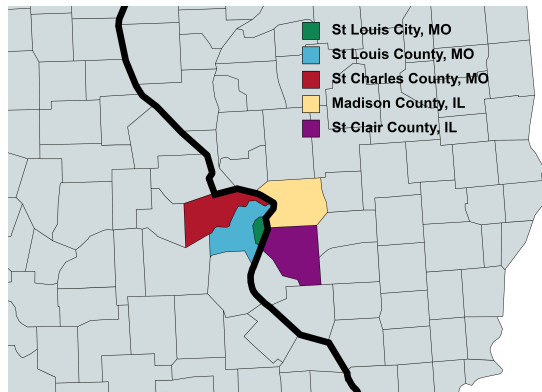 St Louis City, MO
St Louis County, MO
St Charles County, MO
Madison County, IL
St Clair County, IL